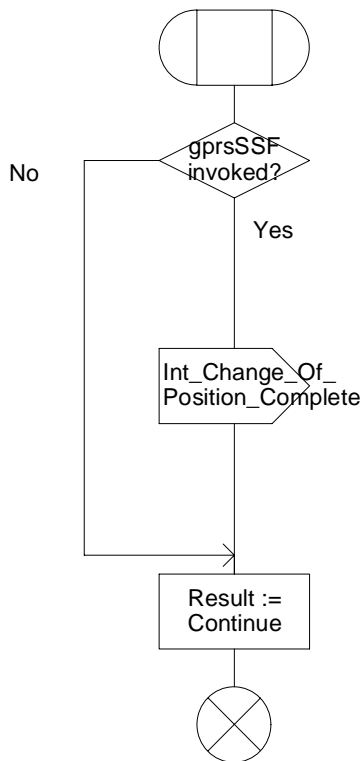 gprsSSF
invoked?
No
Yes
Int_Change_Of_
Position_Complete
Result :=
Continue